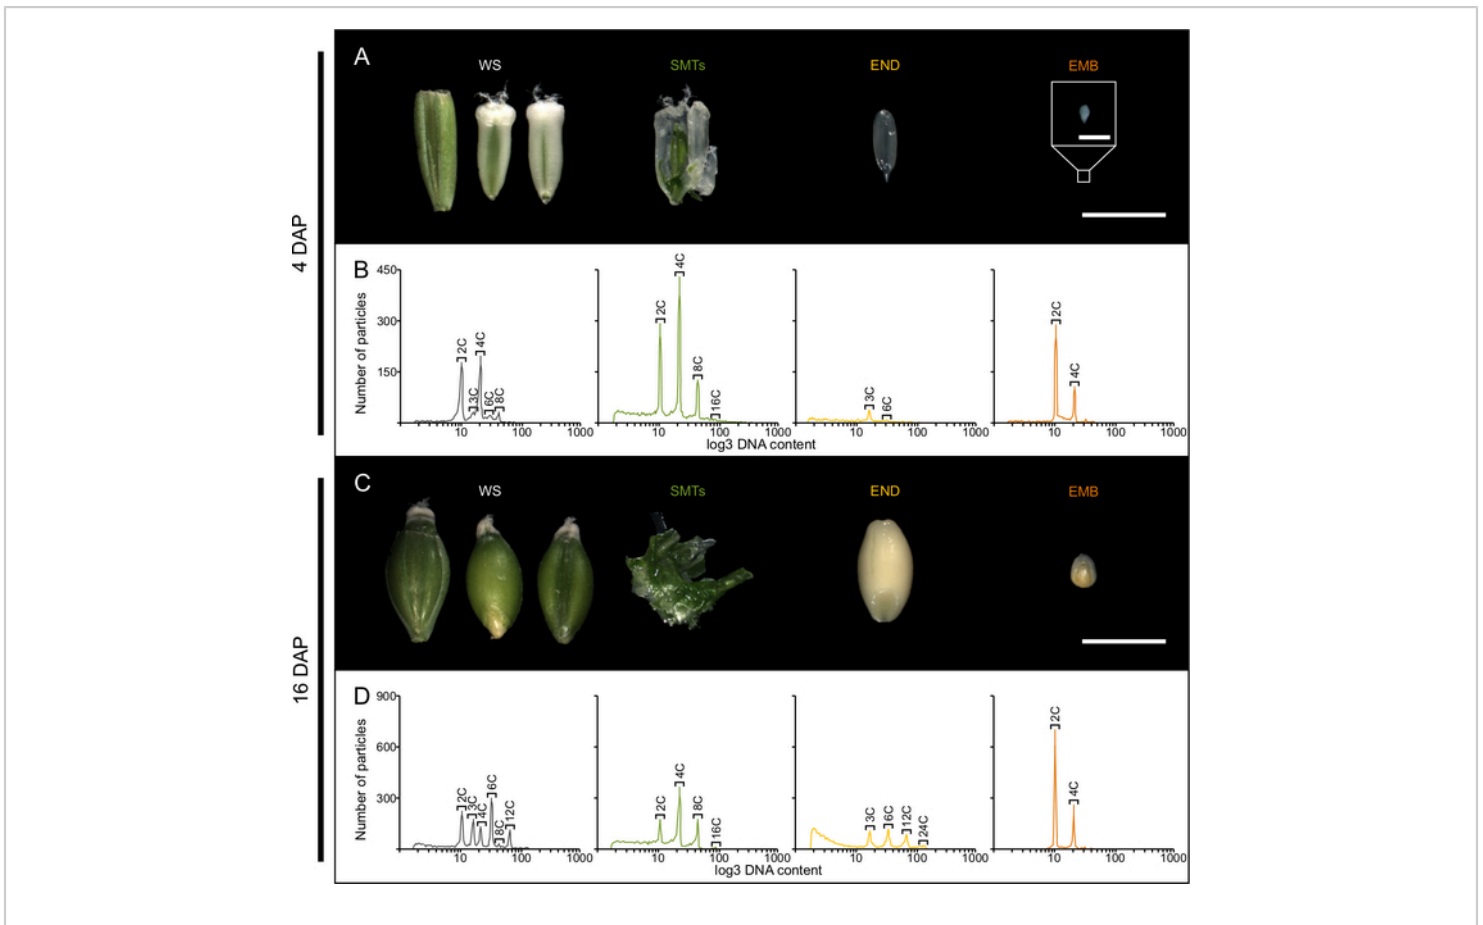 4 DAP
A
WS SMTs END EMB
B
Number of particles
450 300 150
2C 3C 4C 6C 8C
2C 4C 8C 16C
3C 6C
2C 4C
10 100 1000 10 100 1000 10 100 1000 10 100 1000
log3 DNA content
16 DAP
C
WS SMTs END EMB
D
Number of particles
900 600 300
2C 3C 4C 6C 8C 12C
2C 4C 8C 16C
3C 6C 12C 24C
2C 4C
10 100 1000 10 100 1000 10 100 1000 10 100 1000
log3 DNA content